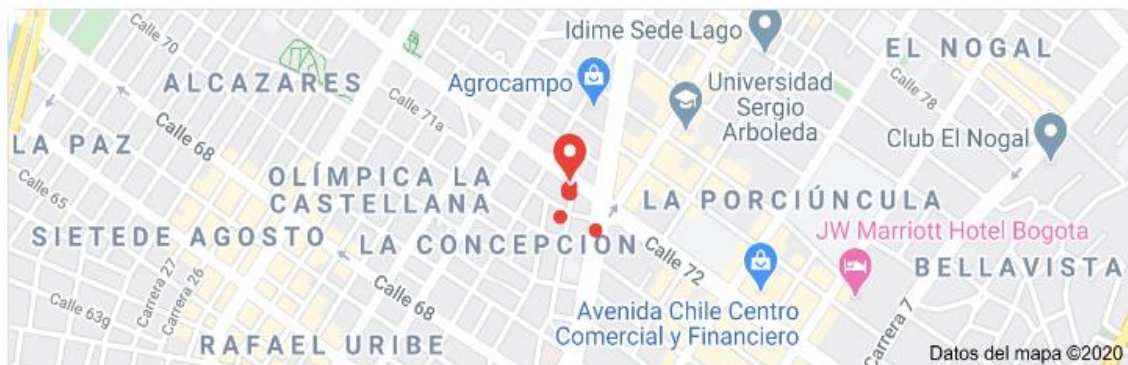 Calle 70
Idime Sede Lago
EL NOGAL
ALCAZARES
Agrocampo
Universidad
Sergio
Arboleda
Calle 78
Calle 71a
Club El Nogal
LA PAZ
Calle 68
OLÍMPICA LA
CASTELLANA
LA PORCIÚNCULA
Calle 65
SIETEDE AGOSTO
LA CONCEPCION
JW Marriott Hotel Bogota
BELLAVISTA
Carrera 27
Carrera 26
Calle 72
Calle 68
Calle 63g
Avenida Chile Centro
Comercial y Financiero
Carrera 7
RAFAEL URIBE
Datos del mapa ©2020